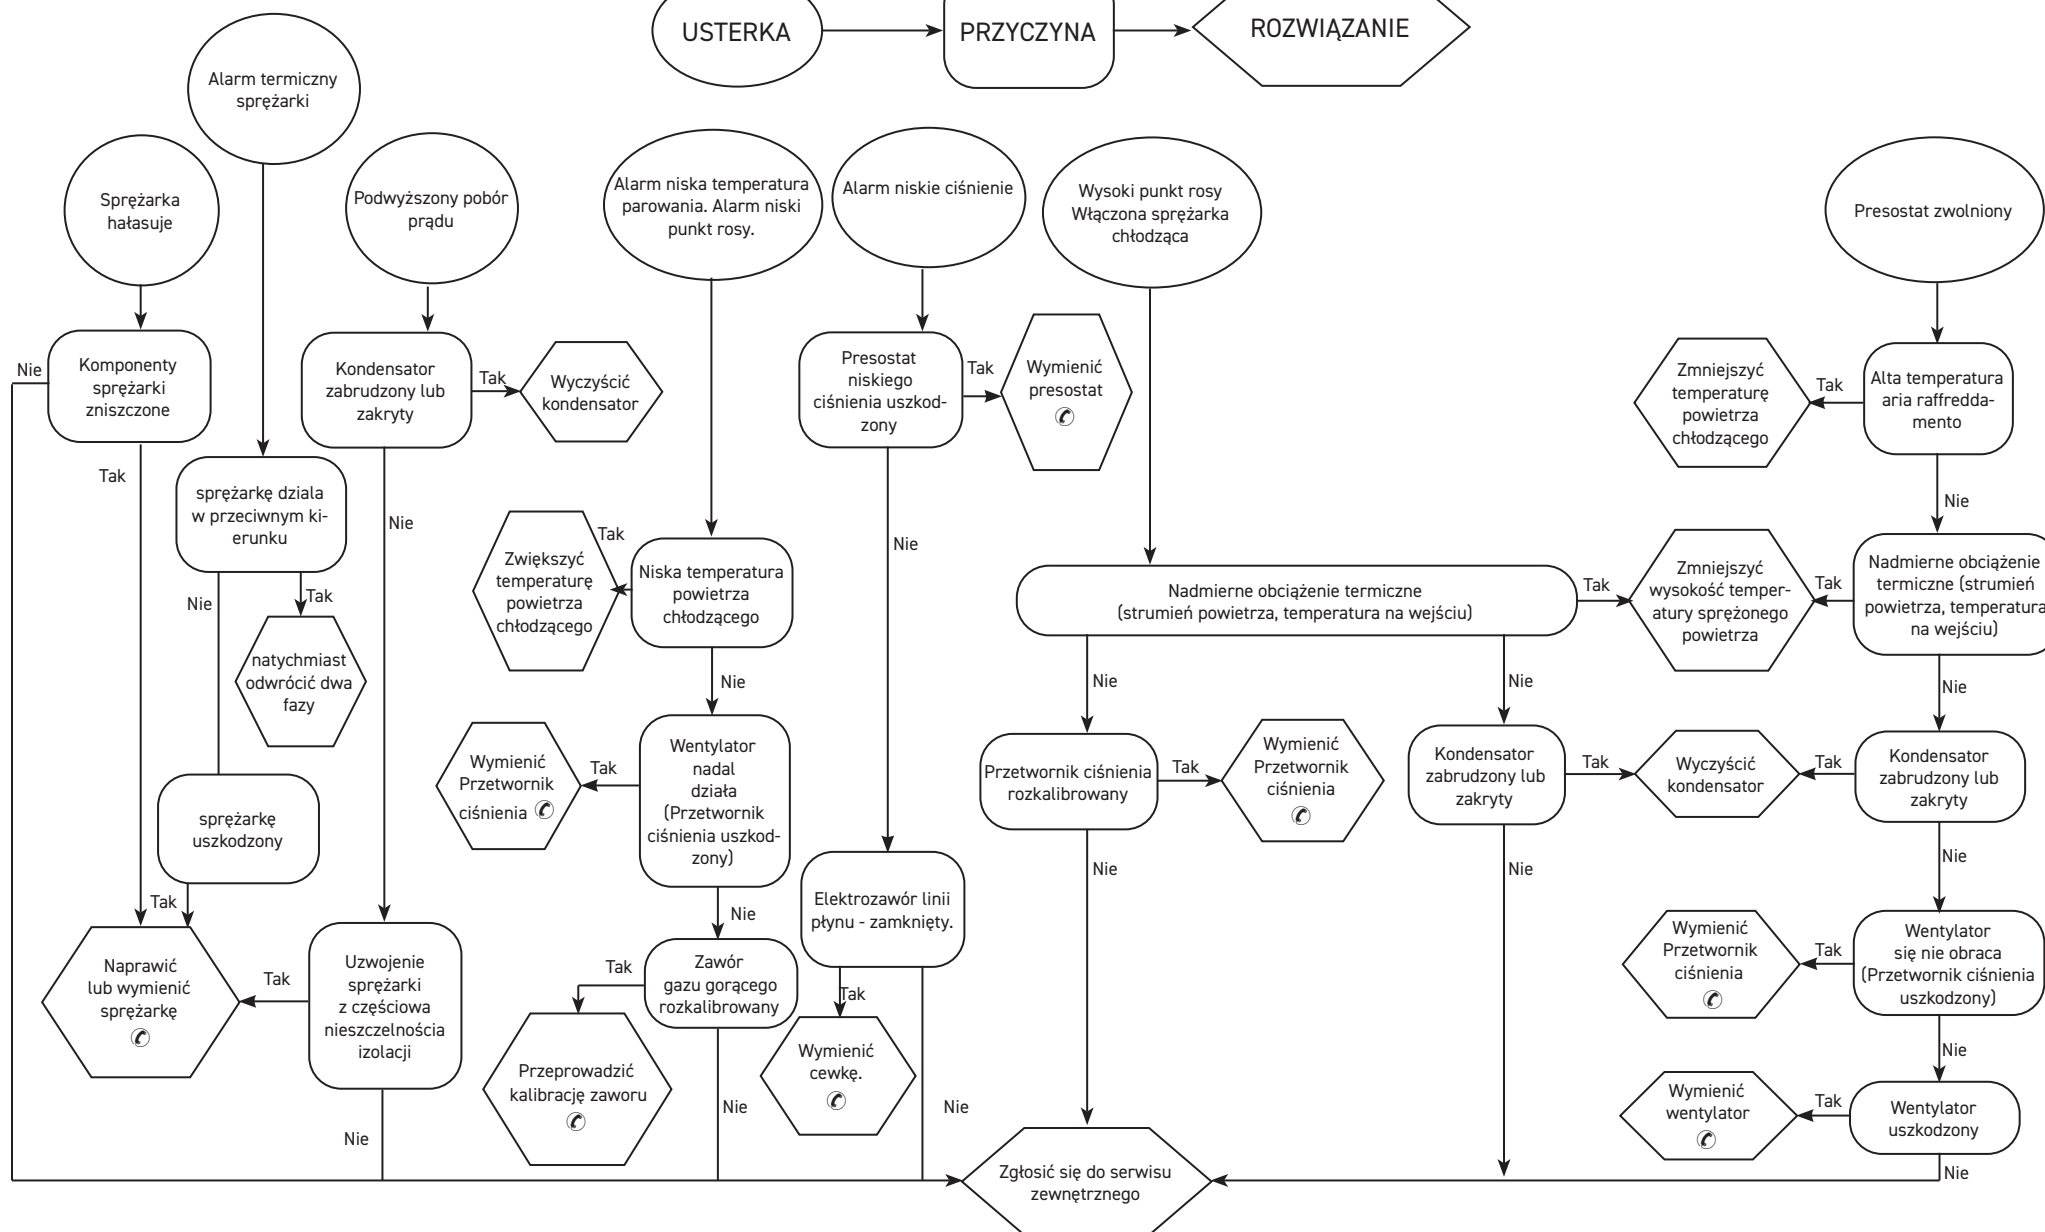 USTERKA
PRZYCZYNA
ROZWIĄZANIE
Alarm termiczny
sprężarki
Sprężarka
hałasuje
Podwyższony pobór
prądu
Alarm niska temperatura
parowania. Alarm niski
punkt rosy.
Alarm niskie ciśnienie
Wysoki punkt rosy
Włączona sprężarka
chłodząca
Presostat zwolniony
Nie
Komponenty
sprężarki
zniszczone
Kondensator
zabrudzony lub
zakryty
Tak
Wyczyścić
kondensator
Presostat
niskiego
ciśnienia uszkod-
zony
Tak
Wymienić
presostat
✆
Zmniejszyć
temperaturę
powietrza
chłodzącego
Tak
Alta temperatura
aria raffredda-
mento
Tak
sprężarkę dziala
w przeciwnym ki-
erunku
Nie
Nie
Nie
Zwiększyć
temperaturę
powietrza
chłodzącego
Tak
Niska temperatura
powietrza
chłodzącego
Nadmierne obciążenie termiczne
(strumień powietrza, temperatura na wejściu)
Tak
Zmniejszyć
wysokość temper-
atury sprężonego
powietrza
Tak
Nadmierne obciążenie
termiczne (strumień
powietrza, temperatura
na wejściu)
Nie
Tak
natychmiast
odwrócić dwa
fazy
Nie
Nie
Nie
Nie
Wymienić
Przetwornik
ciśnienia ✆
Tak
Wentylator
nadal
działa
(Przetwornik
ciśnienia uszkod-
zony)
Przetwornik ciśnienia
rozkalibrowany
Tak
Wymienić
Przetwornik
ciśnienia
✆
Kondensator
zabrudzony lub
zakryty
Tak
Wyczyścić
kondensator
Tak
Kondensator
zabrudzony lub
zakryty
sprężarkę
uszkodzony
Nie
Nie
Nie
Tak
Nie
Elektrozawór linii
płynu - zamknięty.
Naprawić
lub wymienić
sprężarkę
✆
Tak
Uzwojenie
sprężarki
z częściowa
nieszczelnościa
izolacji
Tak
Zawór
gazu gorącego
rozkalibrowany
Tak
Wymienić
Przetwornik
ciśnienia
✆
Tak
Wentylator
się nie obraca
(Przetwornik ciśnienia
uszkodzony)
Przeprowadzić
kalibrację zaworu
✆
Wymienić
cewkę.
✆
Nie
Nie
Nie
Nie
Wymienić
wentylator
✆
Tak
Wentylator
uszkodzony
Zgłosić się do serwisu
zewnętrznego
Nie